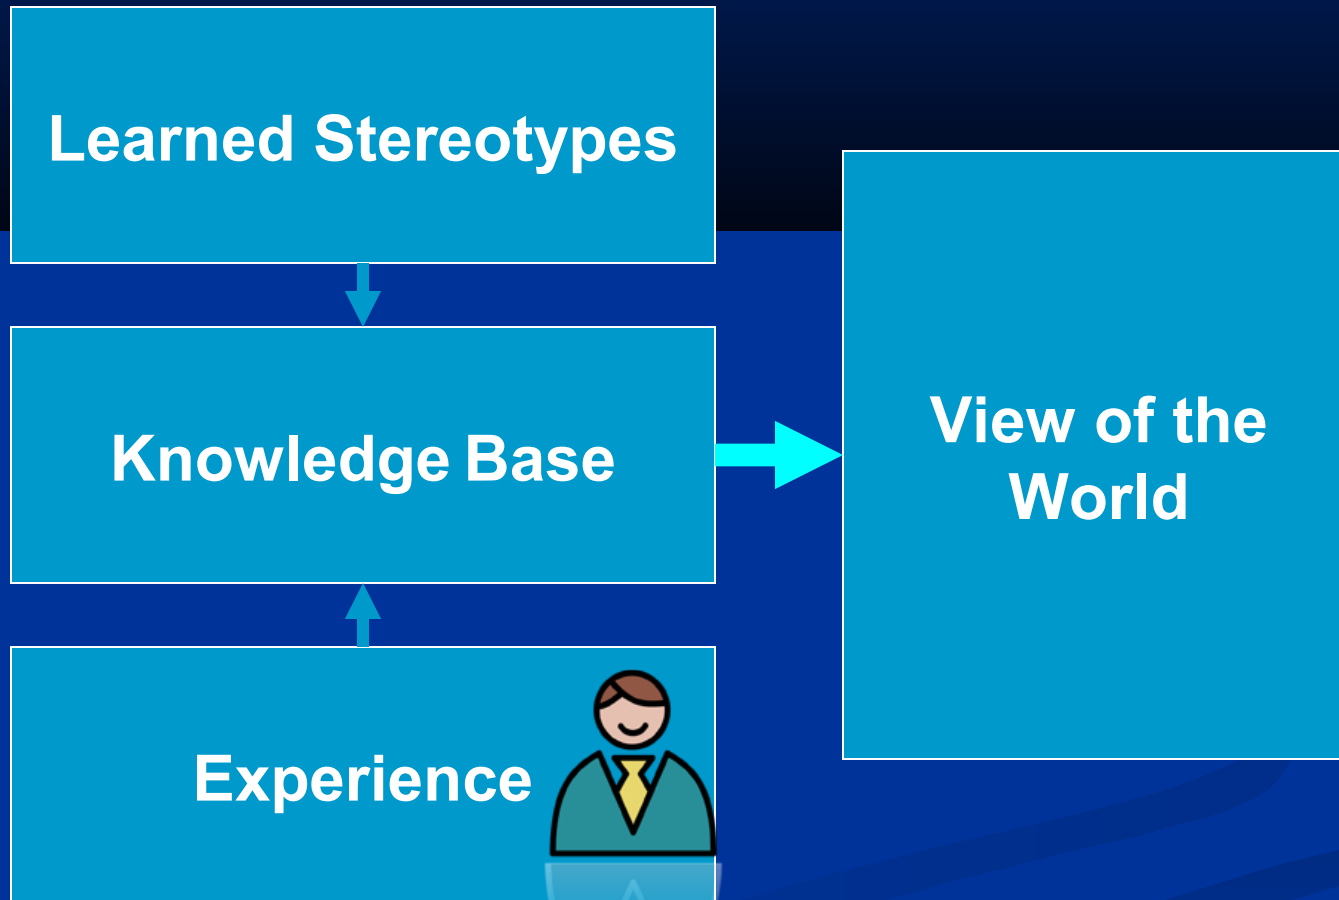 Learned Stereotypes
Knowledge Base
View of the
World
Experience